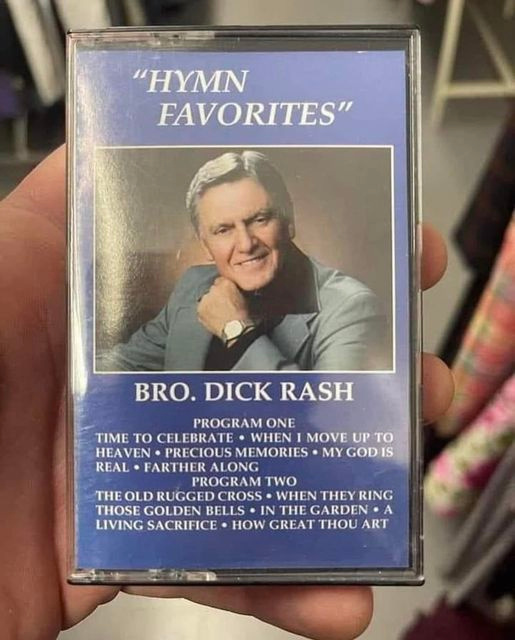 "HYMN
FAVORITES"
BRO. DICK RASH
PROGRAM ONE
TIME TO CELEBRATE • WHEN I MOVE UP TO
HEAVEN • PRECIOUS MEMORIES • MY GOD IS
REAL • FARTHER ALONG
PROGRAM TWO
THE OLD RUGGED CROSS • WHEN THEY RING
THOSE GOLDEN BELLS • IN THE GARDEN • A
LIVING SACRIFICE • HOW GREAT THOU ART